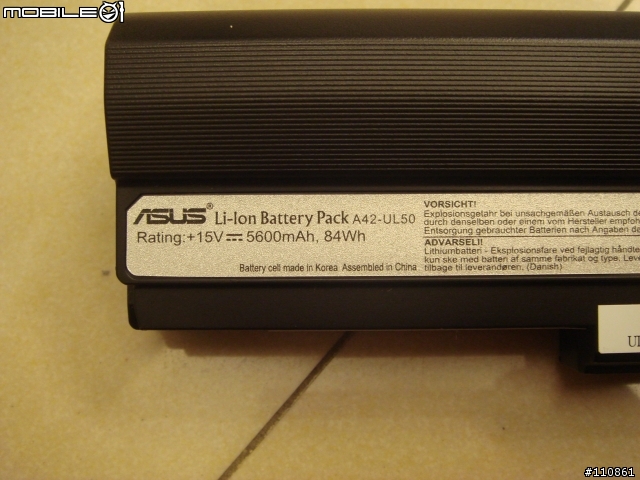 MOBILE01
ASUS® Li-Ion Battery Pack A42-UL50
Rating:+15V⎓ 5600mAh, 84Wh
Battery cell made in Korea Assembled in China
VORSICHT!
Explosionsgefahr bei unsachgemäßen Austausch de
durch denselben oder einem vom Hersteller empfohl
Entsorgung gebrauchter Batterien nach Angaben de
ADVARSEL!
Lithiumbatteri - Eksplosionsfare ved fejlagtig håndte
kun ske med batteri af samme fabrikat og type. Leve
tilbage til leverandøren. (Danish)
UL
#110861